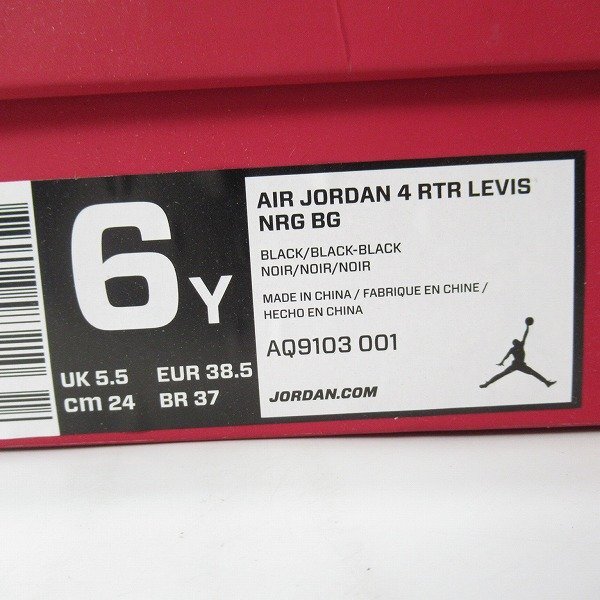 6Y
UK 5.5 EUR 38.5
cm 24 BR 37
AIR JORDAN 4 RTR LEVIS
NRG BG
BLACK/BLACK-BLACK
NOIR/NOIR/NOIR
MADE IN CHINA / FABRIQUE EN CHINE /
HECHO EN CHINA
AQ9103 001
JORDAN.COM